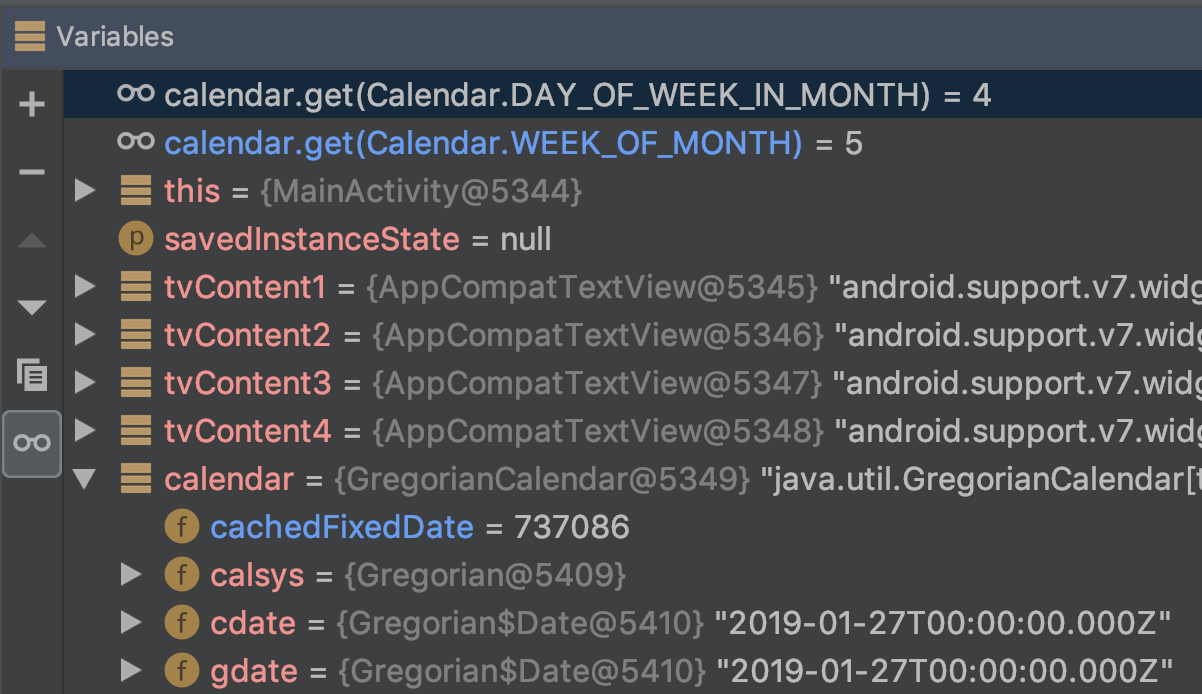 Variables
calendar.get(Calendar.DAY_OF_WEEK_IN_MONTH) = 4
calendar.get(Calendar.WEEK_OF_MONTH) = 5
this = {MainActivity@5344}
p savedInstanceState = null
tvContent1 = {AppCompatTextView@5345} "android.support.v7.widg
tvContent2 = {AppCompatTextView@5346} "android.support.v7.widg
tvContent3 = {AppCompatTextView@5347} "android.support.v7.widg
tvContent4 = {AppCompatTextView@5348} "android.support.v7.widg
calendar = {GregorianCalendar@5349} "java.util.GregorianCalendar[t
f cachedFixedDate = 737086
f calsys = {Gregorian@5409}
f cdate = {Gregorian$Date@5410} "2019-01-27T00:00:00.000Z"
f gdate = {Gregorian$Date@5410} "2019-01-27T00:00:00.000Z"